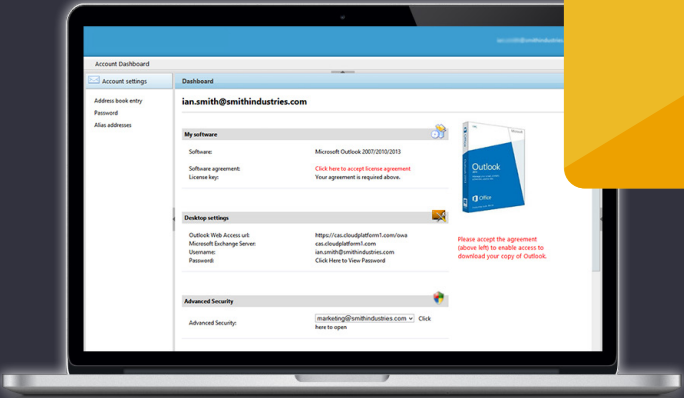 Account Dashboard
Account settings
Dashboard
Address book entry
Password
Alias addresses
ian.smith@smithindustries.com
My software
Software: Microsoft Outlook 2007/2010/2013
Software agreement: Click here to accept license agreement
License key: Your agreement is required above.
Outlook
Office
Desktop settings
Outlook Web Access url: https://cas.cloudplatform1.com/owa
Microsoft Exchange Server: cas.cloudplatform1.com
Username: ian.smith@smithindustries.com
Password: Click Here to View Password
Please accept the agreement
(above left) to enable access to
download your copy of Outlook.
Advanced Security
Advanced Security: marketing@smithindustries.com Click
here to open